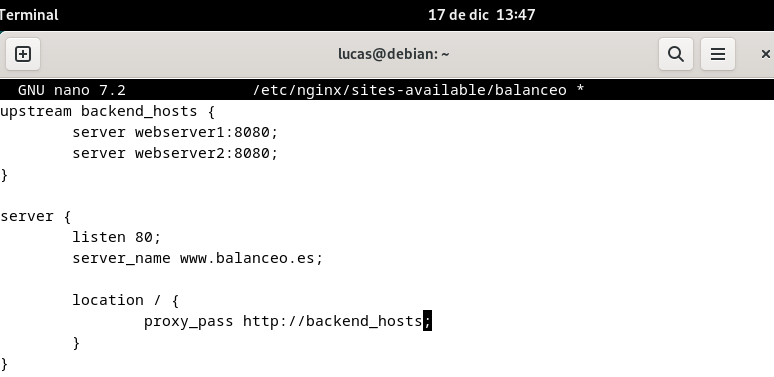 Terminal
17 de dic 13:47
lucas@debian: ~
GNU nano 7.2 /etc/nginx/sites-available/balanceo *
upstream backend_hosts {
        server webserver1:8080;
        server webserver2:8080;
}

server {
        listen 80;
        server_name www.balanceo.es;

        location / {
                proxy_pass http://backend_hosts;
        }
}